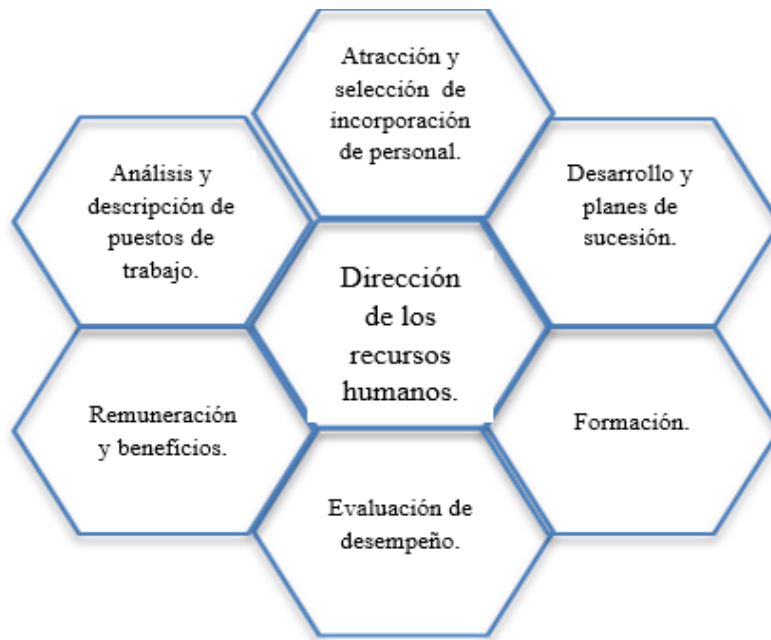 Atracción y
selección de
incorporación
de personal.
Análisis y
descripción de
puestos de
trabajo.
Desarrollo y
planes de
sucesión.
Dirección
de los
recursos
humanos.
Remuneración
y benefícios.
Formación.
Evaluación de
desempeño.